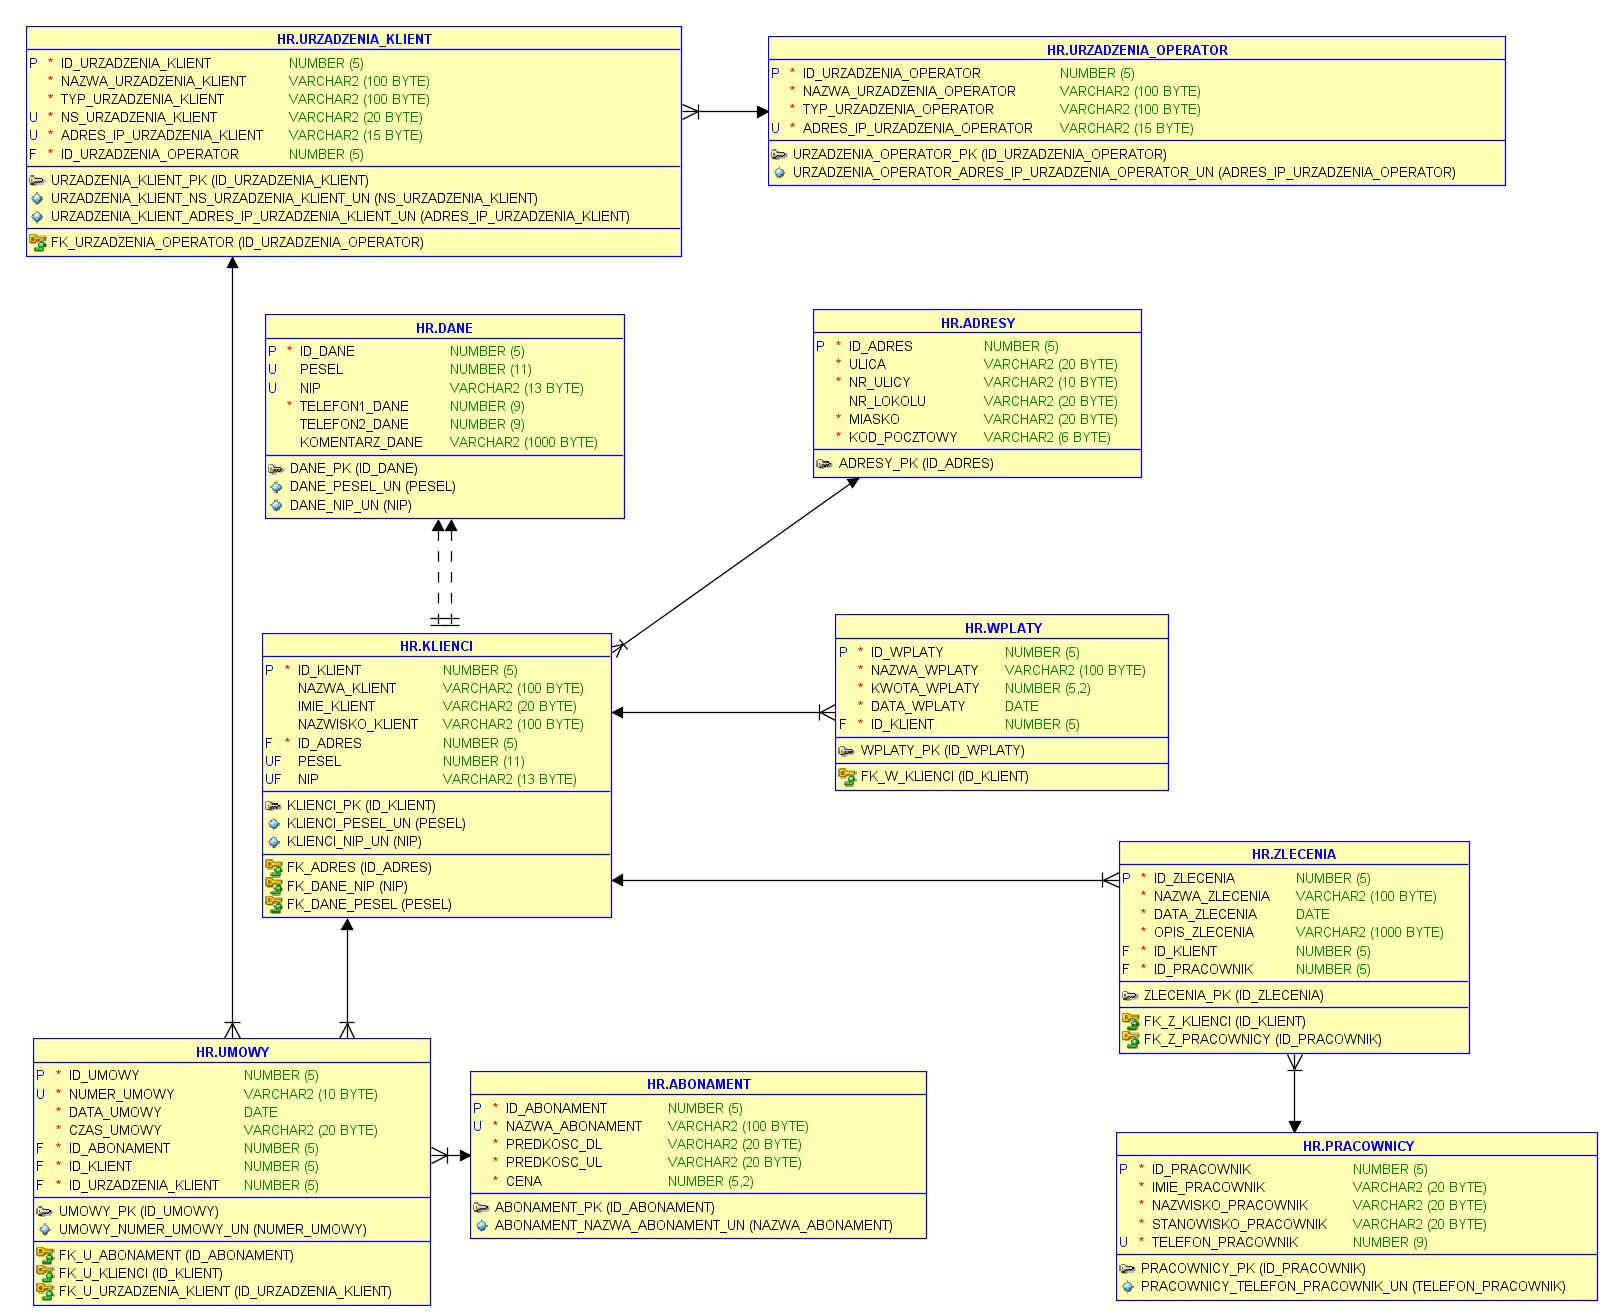 HR.URZADZENIA_KLIENT
P * ID_URZADZENIA_KLIENT NUMBER (5)
* NAZWA_URZADZENIA_KLIENT VARCHAR2 (100 BYTE)
* TYP_URZADZENIA_KLIENT VARCHAR2 (100 BYTE)
U * NS_URZADZENIA_KLIENT VARCHAR2 (20 BYTE)
U * ADRES_IP_URZADZENIA_KLIENT VARCHAR2 (15 BYTE)
F * ID_URZADZENIA_OPERATOR NUMBER (5)
URZADZENIA_KLIENT_PK (ID_URZADZENIA_KLIENT)
URZADZENIA_KLIENT_NS_URZADZENIA_KLIENT_UN (NS_URZADZENIA_KLIENT)
URZADZENIA_KLIENT_ADRES_IP_URZADZENIA_KLIENT_UN (ADRES_IP_URZADZENIA_KLIENT)
FK_URZADZENIA_OPERATOR (ID_URZADZENIA_OPERATOR)
HR.URZADZENIA_OPERATOR
P * ID_URZADZENIA_OPERATOR NUMBER (5)
* NAZWA_URZADZENIA_OPERATOR VARCHAR2 (100 BYTE)
* TYP_URZADZENIA_OPERATOR VARCHAR2 (100 BYTE)
U * ADRES_IP_URZADZENIA_OPERATOR VARCHAR2 (15 BYTE)
URZADZENIA_OPERATOR_PK (ID_URZADZENIA_OPERATOR)
URZADZENIA_OPERATOR_ADRES_IP_URZADZENIA_OPERATOR_UN (ADRES_IP_URZADZENIA_OPERATOR)
HR.DANE
P * ID_DANE NUMBER (5)
U PESEL NUMBER (11)
U NIP VARCHAR2 (13 BYTE)
* TELEFON1_DANE NUMBER (9)
TELEFON2_DANE NUMBER (9)
KOMENTARZ_DANE VARCHAR2 (1000 BYTE)
DANE_PK (ID_DANE)
DANE_PESEL_UN (PESEL)
DANE_NIP_UN (NIP)
HR.ADRESY
P * ID_ADRES NUMBER (5)
* ULICA VARCHAR2 (20 BYTE)
* NR_ULICY VARCHAR2 (10 BYTE)
NR_LOKOLU VARCHAR2 (20 BYTE)
* MIASKO VARCHAR2 (20 BYTE)
* KOD_POCZTOWY VARCHAR2 (6 BYTE)
ADRESY_PK (ID_ADRES)
HR.KLIENCI
P * ID_KLIENT NUMBER (5)
NAZWA_KLIENT VARCHAR2 (100 BYTE)
IMIE_KLIENT VARCHAR2 (20 BYTE)
NAZWISKO_KLIENT VARCHAR2 (100 BYTE)
F * ID_ADRES NUMBER (5)
UF PESEL NUMBER (11)
UF NIP VARCHAR2 (13 BYTE)
KLIENCI_PK (ID_KLIENT)
KLIENCI_PESEL_UN (PESEL)
KLIENCI_NIP_UN (NIP)
FK_ADRES (ID_ADRES)
FK_DANE_NIP (NIP)
FK_DANE_PESEL (PESEL)
HR.WPLATY
P * ID_WPLATY NUMBER (5)
* NAZWA_WPLATY VARCHAR2 (100 BYTE)
* KWOTA_WPLATY NUMBER (5,2)
* DATA_WPLATY DATE
F * ID_KLIENT NUMBER (5)
WPLATY_PK (ID_WPLATY)
FK_W_KLIENCI (ID_KLIENT)
HR.ZLECENIA
P * ID_ZLECENIA NUMBER (5)
* NAZWA_ZLECENIA VARCHAR2 (100 BYTE)
* DATA_ZLECENIA DATE
* OPIS_ZLECENIA VARCHAR2 (1000 BYTE)
F * ID_KLIENT NUMBER (5)
F * ID_PRACOWNIK NUMBER (5)
ZLECENIA_PK (ID_ZLECENIA)
FK_Z_KLIENCI (ID_KLIENT)
FK_Z_PRACOWNICY (ID_PRACOWNIK)
HR.UMOWY
P * ID_UMOWY NUMBER (5)
U * NUMER_UMOWY VARCHAR2 (10 BYTE)
* DATA_UMOWY DATE
* CZAS_UMOWY VARCHAR2 (20 BYTE)
F * ID_ABONAMENT NUMBER (5)
F * ID_KLIENT NUMBER (5)
F * ID_URZADZENIA_KLIENT NUMBER (5)
UMOWY_PK (ID_UMOWY)
UMOWY_NUMER_UMOWY_UN (NUMER_UMOWY)
FK_U_ABONAMENT (ID_ABONAMENT)
FK_U_KLIENCI (ID_KLIENT)
FK_U_URZADZENIA_KLIENT (ID_URZADZENIA_KLIENT)
HR.ABONAMENT
P * ID_ABONAMENT NUMBER (5)
U * NAZWA_ABONAMENT VARCHAR2 (100 BYTE)
* PREDKOSC_DL VARCHAR2 (20 BYTE)
* PREDKOSC_UL VARCHAR2 (20 BYTE)
* CENA NUMBER (5,2)
ABONAMENT_PK (ID_ABONAMENT)
ABONAMENT_NAZWA_ABONAMENT_UN (NAZWA_ABONAMENT)
HR.PRACOWNICY
P * ID_PRACOWNIK NUMBER (5)
* IMIE_PRACOWNIK VARCHAR2 (20 BYTE)
* NAZWISKO_PRACOWNIK VARCHAR2 (20 BYTE)
* STANOWISKO_PRACOWNIK VARCHAR2 (20 BYTE)
U * TELEFON_PRACOWNIK NUMBER (9)
PRACOWNICY_PK (ID_PRACOWNIK)
PRACOWNICY_TELEFON_PRACOWNIK_UN (TELEFON_PRACOWNIK)